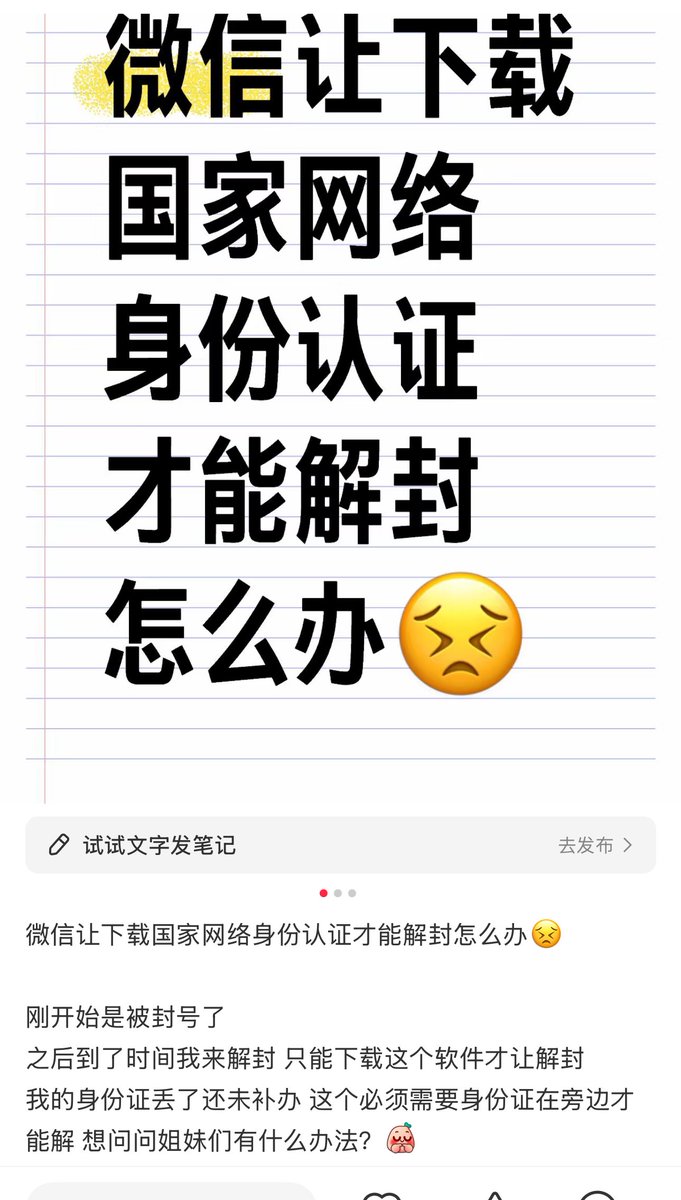 微信让下载
国家网络
身份认证
才能解封
怎么办😣
试试文字发笔记
去发布
微信让下载国家网络身份认证才能解封怎么办😣
刚开始是被封号了
之后到了时间我来解封 只能下载这个软件才让解封
我的身份证丢了还未补办 这个必须需要身份证在旁边才
能解 想问问姐妹们有什么办法？